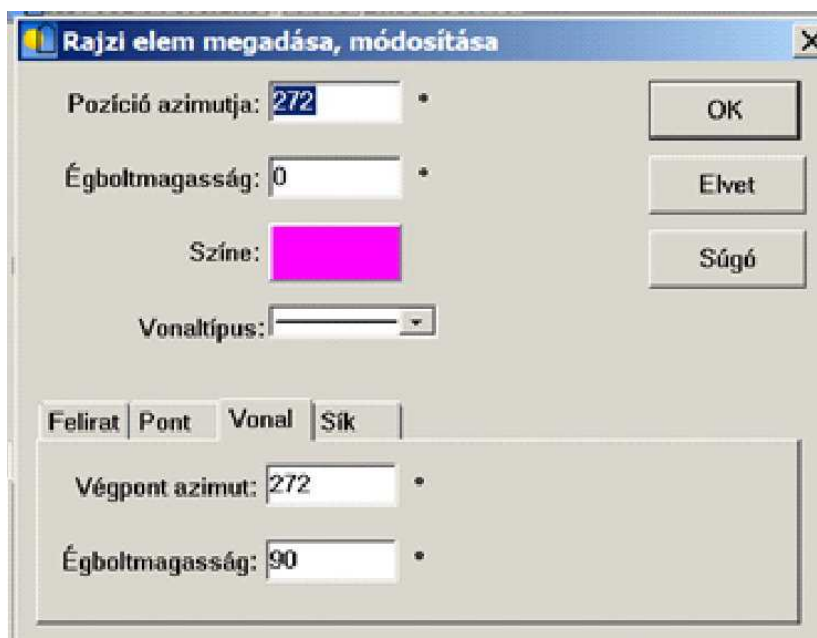 Rajzi elem megadása, módosítása
Pozíció azimutja: 272 °
OK
Égboltmagasság: 0 °
Elvet
Színe:
Súgó
Vonaltípus:
Felirat Pont Vonal Sík
Végpont azimut: 272 °
Égboltmagasság: 90 °